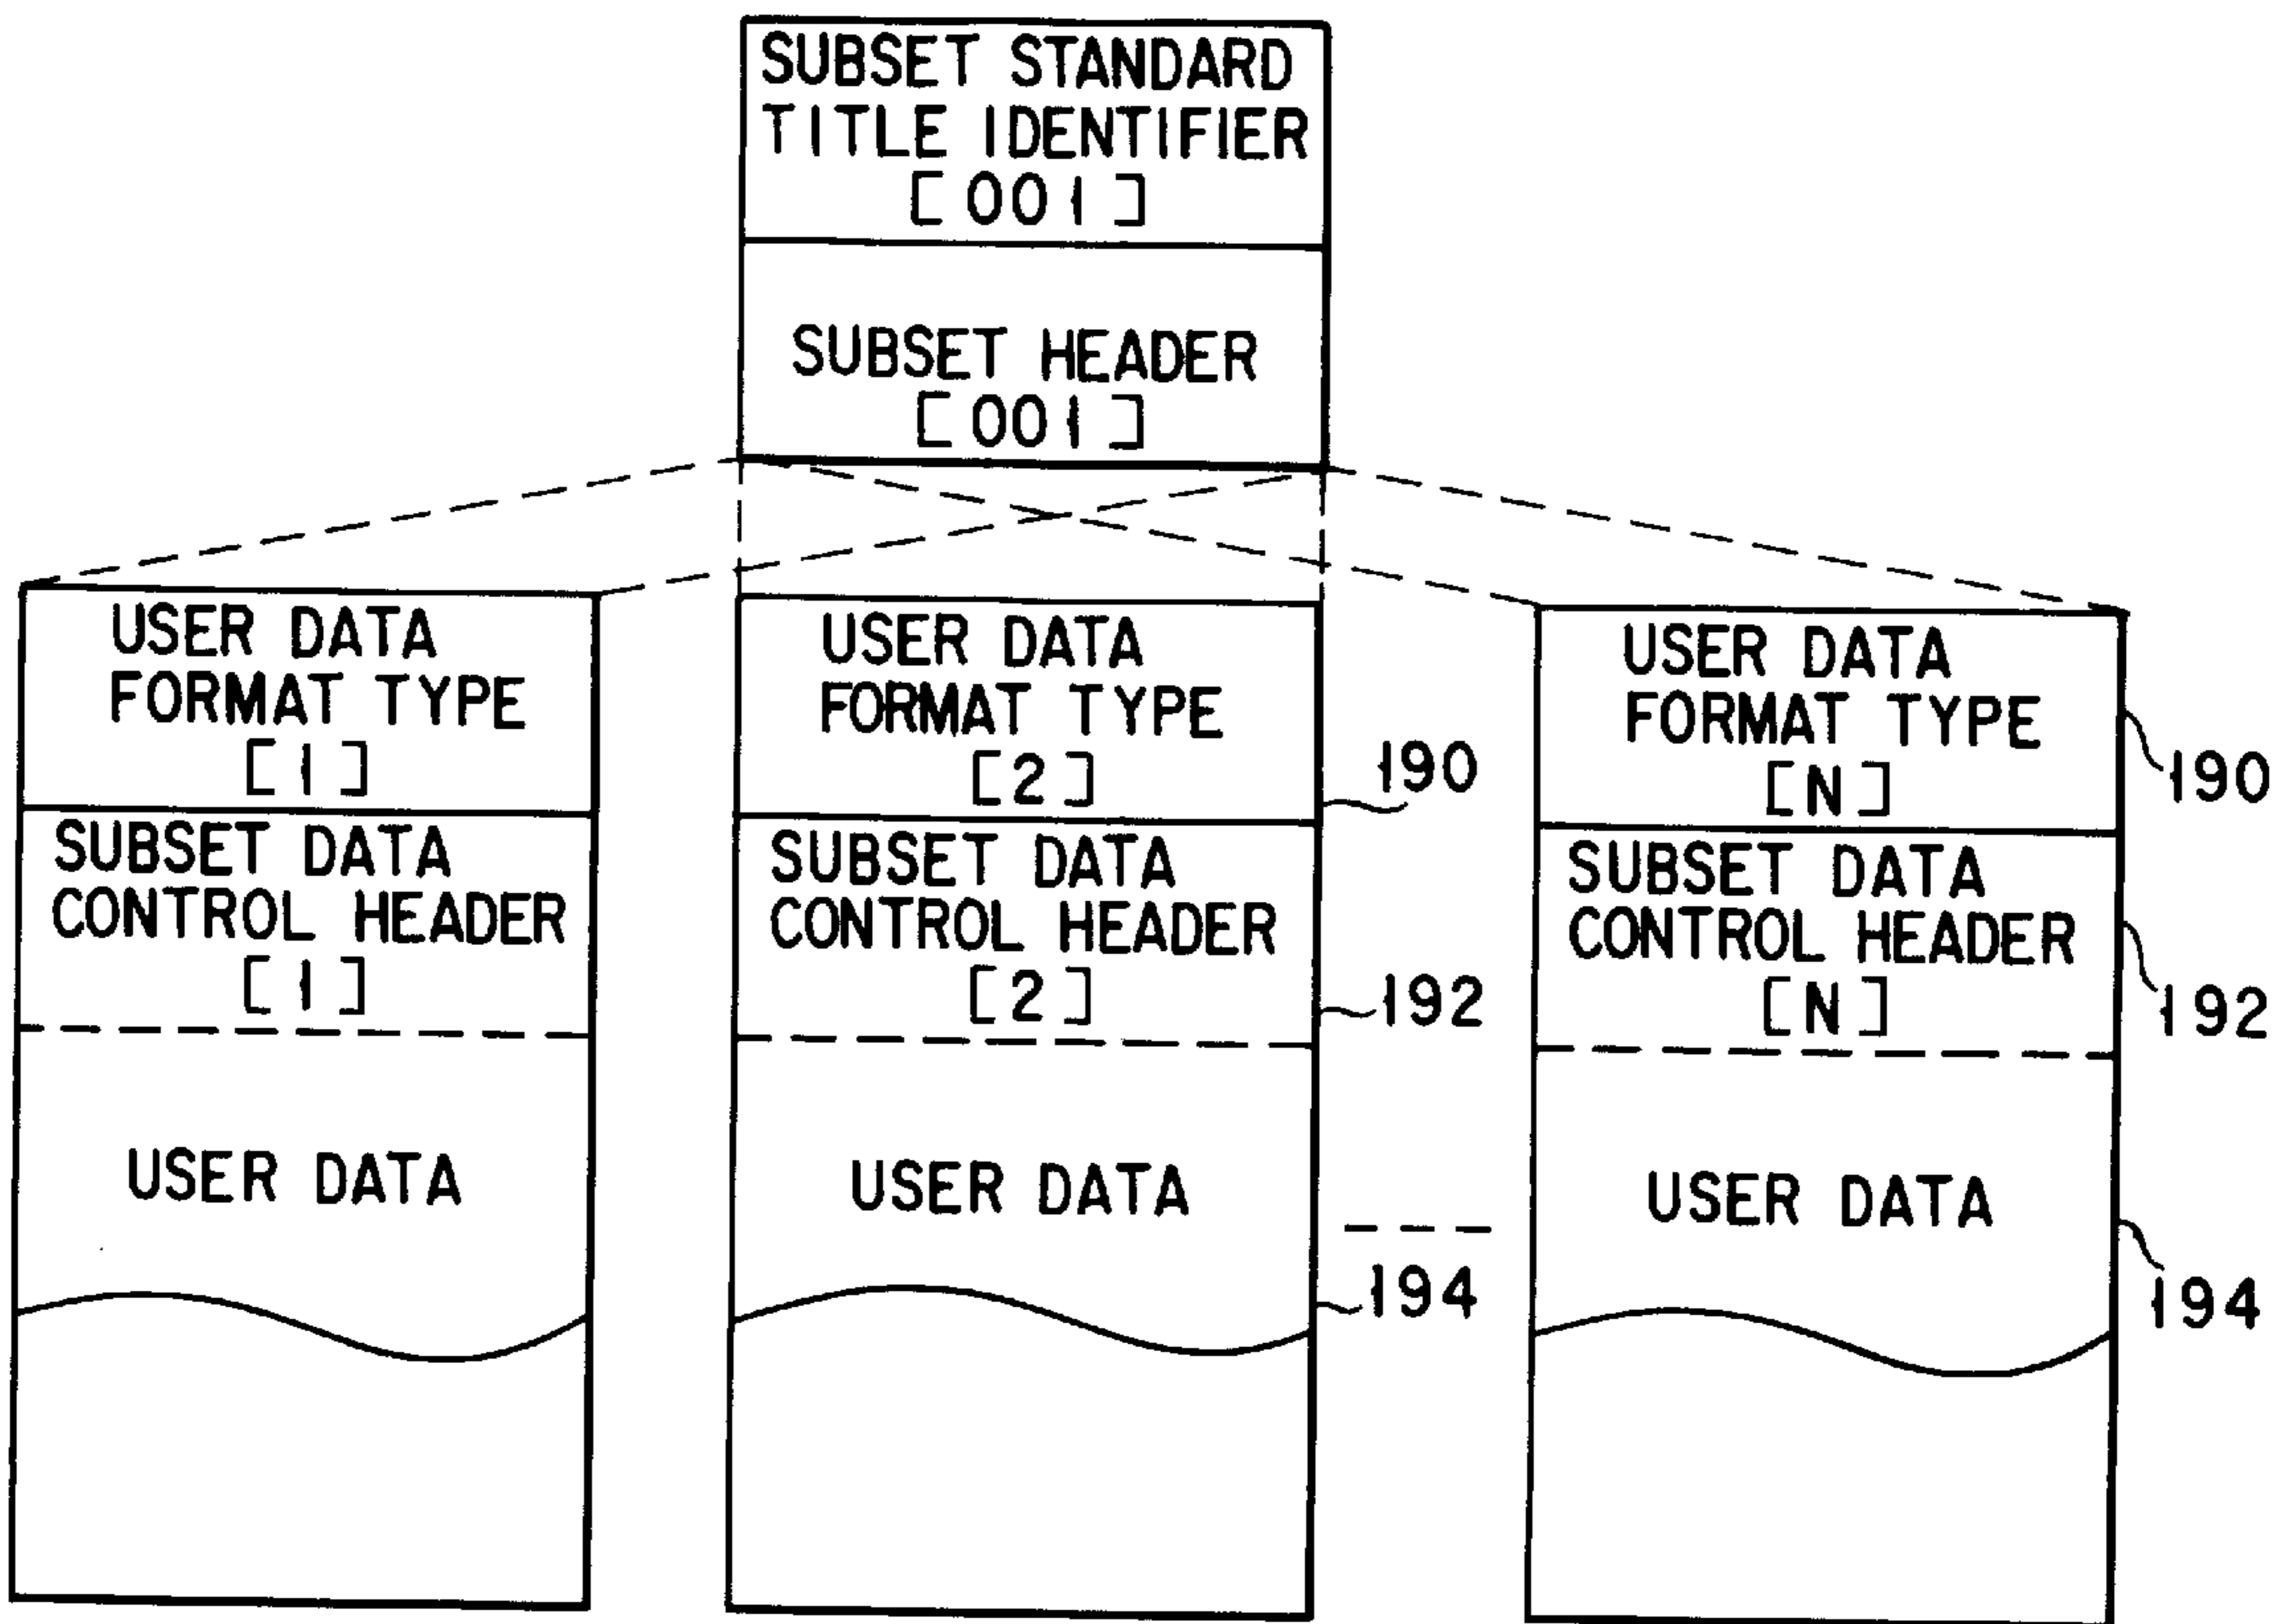 SUBSET STANDARD
TITLE IDENTIFIER
[001]
SUBSET HEADER
[001]
USER DATA
FORMAT TYPE
[1]
SUBSET DATA
CONTROL HEADER
[1]
USER DATA
USER DATA
FORMAT TYPE
[2]
190
SUBSET DATA
CONTROL HEADER
[2]
192
USER DATA
194
USER DATA
FORMAT TYPE
[N]
190
SUBSET DATA
CONTROL HEADER
[N]
192
USER DATA
194